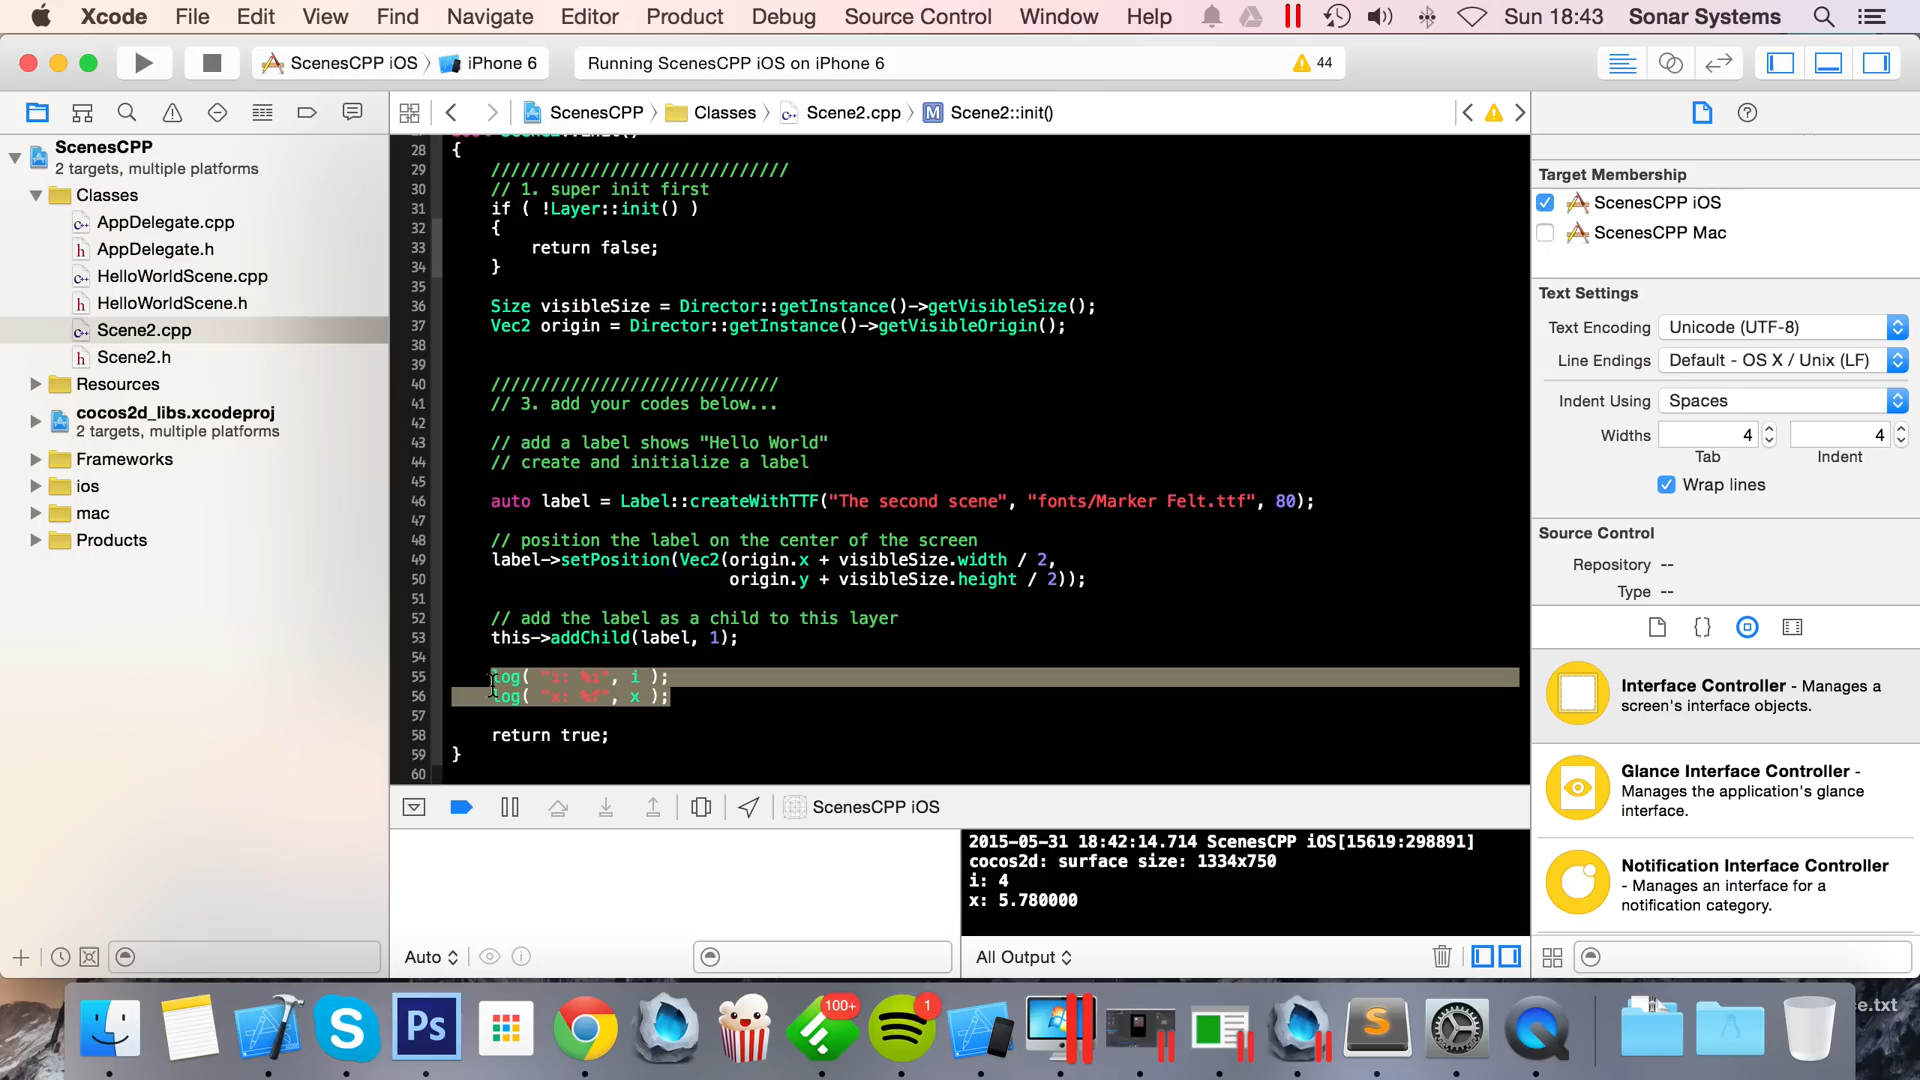 Xcode File Edit View Find Navigate Editor Product Debug Source Control Window Help Sun 18:43 Sonar Systems
ScenesCPP iOS iPhone 6 Running ScenesCPP iOS on iPhone 6 44
ScenesCPP Classes Scene2.cpp Scene2::init()
ScenesCPP
2 targets, multiple platforms
Classes
AppDelegate.cpp
AppDelegate.h
HelloWorldScene.cpp
HelloWorldScene.h
Scene2.cpp
Scene2.h
Resources
cocos2d_libs.xcodeproj
2 targets, multiple platforms
Frameworks
ios
mac
Products
28 {
29 //////////////////////////////
30 // 1. super init first
31 if ( !Layer::init() )
32 {
33 return false;
34 }
35
36 Size visibleSize = Director::getInstance()->getVisibleSize();
37 Vec2 origin = Director::getInstance()->getVisibleOrigin();
38
39
40 /////////////////////////////
41 // 3. add your codes below...
42
43 // add a label shows "Hello World"
44 // create and initialize a label
45
46 auto label = Label::createWithTTF("The second scene", "fonts/Marker Felt.ttf", 80);
47
48 // position the label on the center of the screen
49 label->setPosition(Vec2(origin.x + visibleSize.width / 2,
50 origin.y + visibleSize.height / 2));
51
52 // add the label as a child to this layer
53 this->addChild(label, 1);
54
55 log( "i: %i", i );
56 log( "x: %f", x );
57
58 return true;
59 }
60
ScenesCPP iOS
2015-05-31 18:42:14.714 ScenesCPP iOS[15619:298891]
cocos2d: surface size: 1334x750
i: 4
x: 5.780000
Auto
All Output
Target Membership
ScenesCPP iOS
ScenesCPP Mac
Text Settings
Text Encoding Unicode (UTF-8)
Line Endings Default - OS X / Unix (LF)
Indent Using Spaces
Widths 4 4
Tab Indent
Wrap lines
Source Control
Repository --
Type --
Interface Controller - Manages a
screen's interface objects.
Glance Interface Controller -
Manages the application's glance
interface.
Notification Interface Controller
- Manages an interface for a
notification category.
Ps
100+
1
S
e.txt